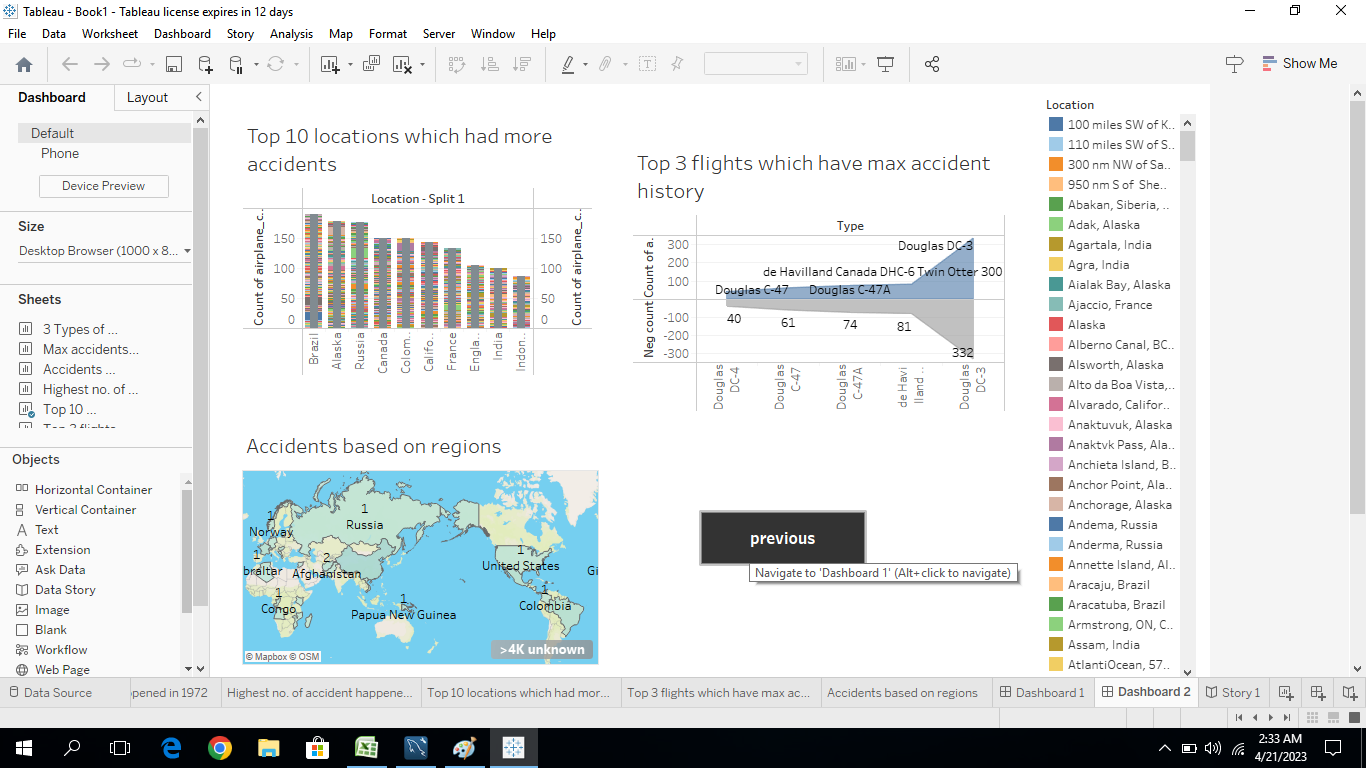 Tableau - Book1 - Tableau license expires in 12 days
File Data Worksheet Dashboard Story Analysis Map Format Server Window Help
Show Me
Dashboard Layout
Default
Phone
Device Preview
Size
Desktop Browser (1000 x 8...
Sheets
3 Types of ...
Max accidents...
Accidents ...
Highest no. of ...
Top 10 ...
Top 3 flights
Objects
Horizontal Container
Vertical Container
Text
Extension
Ask Data
Data Story
Image
Blank
Workflow
Web Page
Top 10 locations which had more
accidents
Location - Split 1
Count of airplane_c..
150
100
50
0
150
100
50
0
Count of airplane_c..
Brazil
Alaska
Russia
Canada
Colom..
Califo..
France
Engla..
India
Indon..
Top 3 flights which have max accident
history
Type
Neg count Count of a.
300
200
100
-100
-200
-300
Douglas DC-3
de Havilland Canada DHC-6 Twin Otter 300
Douglas C-47
Douglas C-47A
40
61
74
81
332
Douglas
DC-4
Douglas
C-47
Douglas
C-47A
de Havi
lland ..
Douglas
DC-3
Accidents based on regions
1
Russia
1
Norway
1
braltar
2
Afghanistan
1
United States
Gi
1
Congo
1
Papua New Guinea
1
Colombia
>4K unknown
© Mapbox © OSM
previous
Navigate to 'Dashboard 1' (Alt+click to navigate)
Location
100 miles SW of K..
110 miles SW of S..
300 nm NW of Sa..
950 nm S of She..
Abakan, Siberia, ..
Adak, Alaska
Agartala, India
Agra, India
Aialak Bay, Alaska
Ajaccio, France
Alaska
Alberno Canal, BC..
Alsworth, Alaska
Alto da Boa Vista,..
Alvarado, Califor..
Anaktuvuk, Alaska
Anaktvk Pass, Ala..
Anchieta Island, B..
Anchor Point, Ala..
Anchorage, Alaska
Andema, Russia
Anderma, Russia
Annette Island, Al..
Aracaju, Brazil
Aracatuba, Brazil
Armstrong, ON, C..
Assam, India
AtlantiOcean, 57..
Data Source
pened in 1972
Highest no. of accident happene...
Top 10 locations which had mor...
Top 3 flights which have max ac...
Accidents based on regions
Dashboard 1
Dashboard 2
Story 1
2:33 AM
4/21/2023